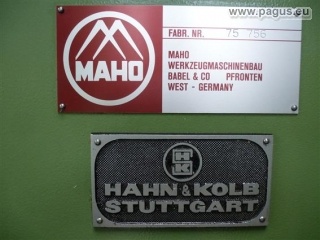 www.pagus.eu
FABR. NR. 75 756
MAHO
MAHO
WERKZEUGMASCHINENBAU
BABEL & CO PFRONTEN
WEST - GERMANY
H
K
HAHN & KOLB
STUTTGART